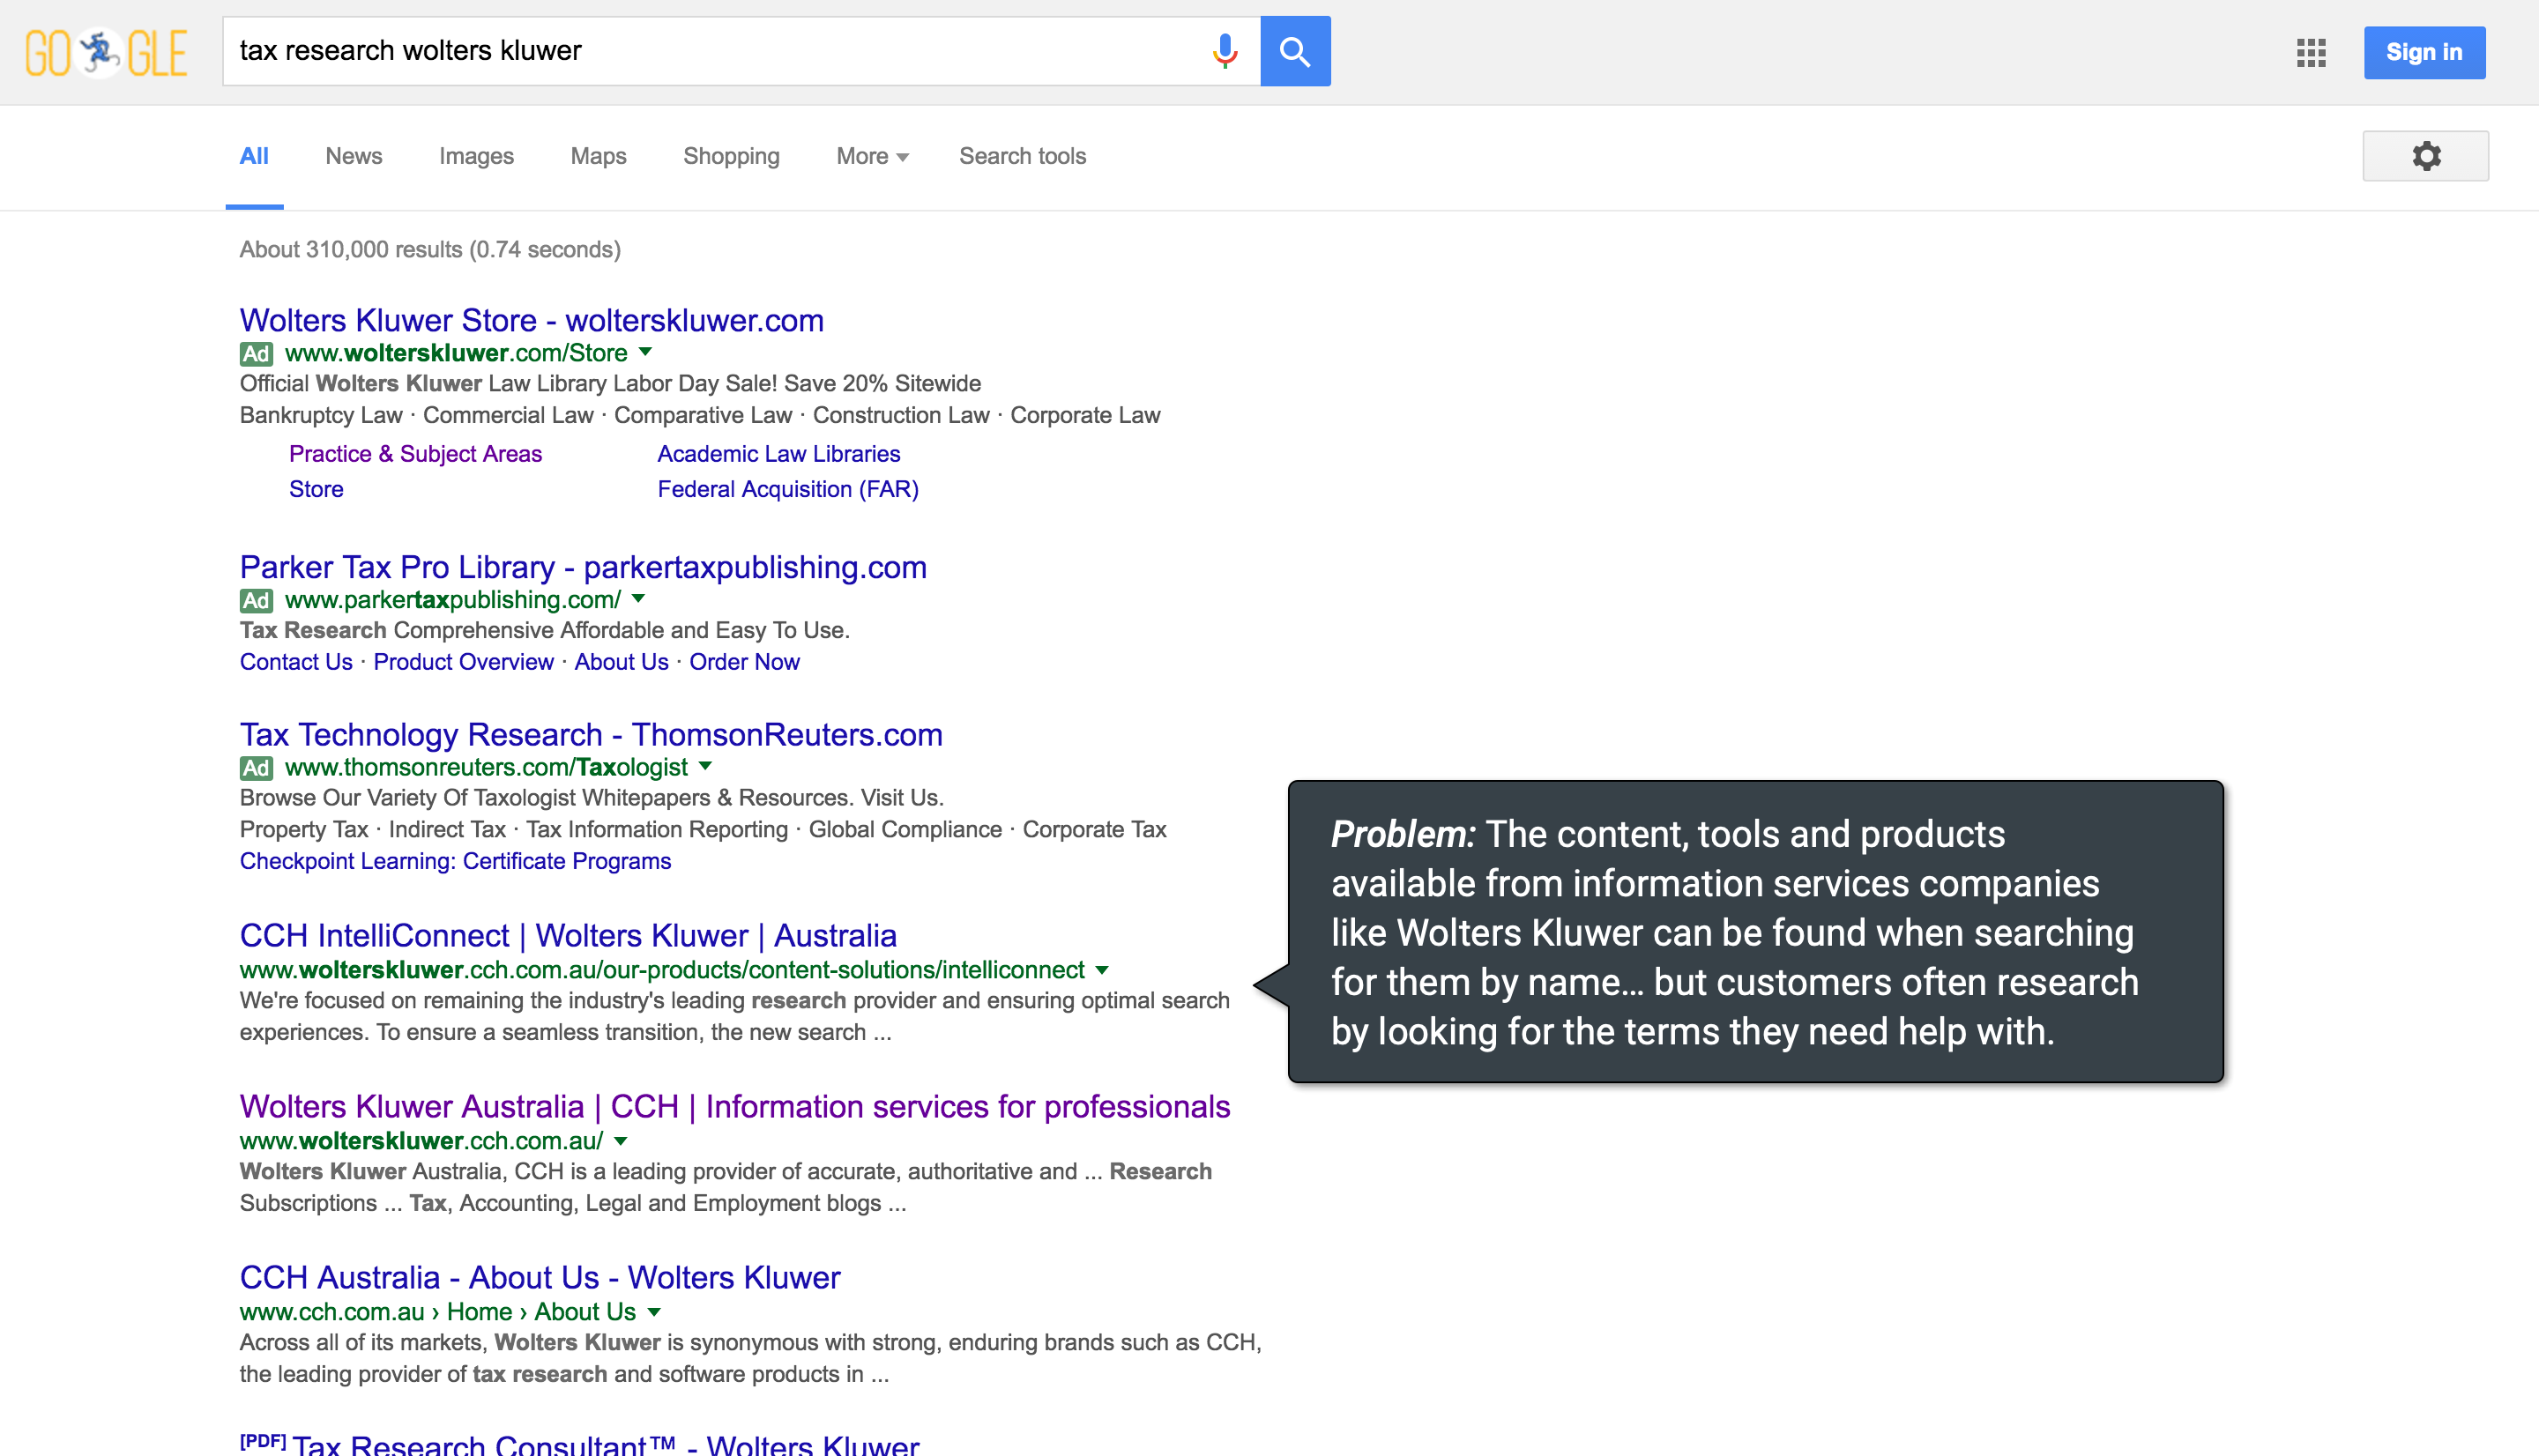 GO GLE
tax research wolters kluwer
Sign in
All News Images Maps Shopping More Search tools
About 310,000 results (0.74 seconds)
Wolters Kluwer Store - wolterskluwer.com
Ad www.wolterskluwer.com/Store
Official Wolters Kluwer Law Library Labor Day Sale! Save 20% Sitewide
Bankruptcy Law · Commercial Law · Comparative Law · Construction Law · Corporate Law
Practice & Subject Areas Academic Law Libraries
Store Federal Acquisition (FAR)
Parker Tax Pro Library - parkertaxpublishing.com
Ad www.parkertaxpublishing.com/
Tax Research Comprehensive Affordable and Easy To Use.
Contact Us · Product Overview · About Us · Order Now
Tax Technology Research - ThomsonReuters.com
Ad www.thomsonreuters.com/Taxologist
Browse Our Variety Of Taxologist Whitepapers & Resources. Visit Us.
Property Tax · Indirect Tax · Tax Information Reporting · Global Compliance · Corporate Tax
Checkpoint Learning: Certificate Programs
CCH IntelliConnect | Wolters Kluwer | Australia
www.wolterskluwer.cch.com.au/our-products/content-solutions/intelliconnect
We're focused on remaining the industry's leading research provider and ensuring optimal search
experiences. To ensure a seamless transition, the new search ...
Wolters Kluwer Australia | CCH | Information services for professionals
www.wolterskluwer.cch.com.au/
Wolters Kluwer Australia, CCH is a leading provider of accurate, authoritative and ... Research
Subscriptions ... Tax, Accounting, Legal and Employment blogs ...
CCH Australia - About Us - Wolters Kluwer
www.cch.com.au › Home › About Us
Across all of its markets, Wolters Kluwer is synonymous with strong, enduring brands such as CCH,
the leading provider of tax research and software products in ...
[PDF] Tax Research Consultant™ - Wolters Kluwer
Problem: The content, tools and products
available from information services companies
like Wolters Kluwer can be found when searching
for them by name... but customers often research
by looking for the terms they need help with.